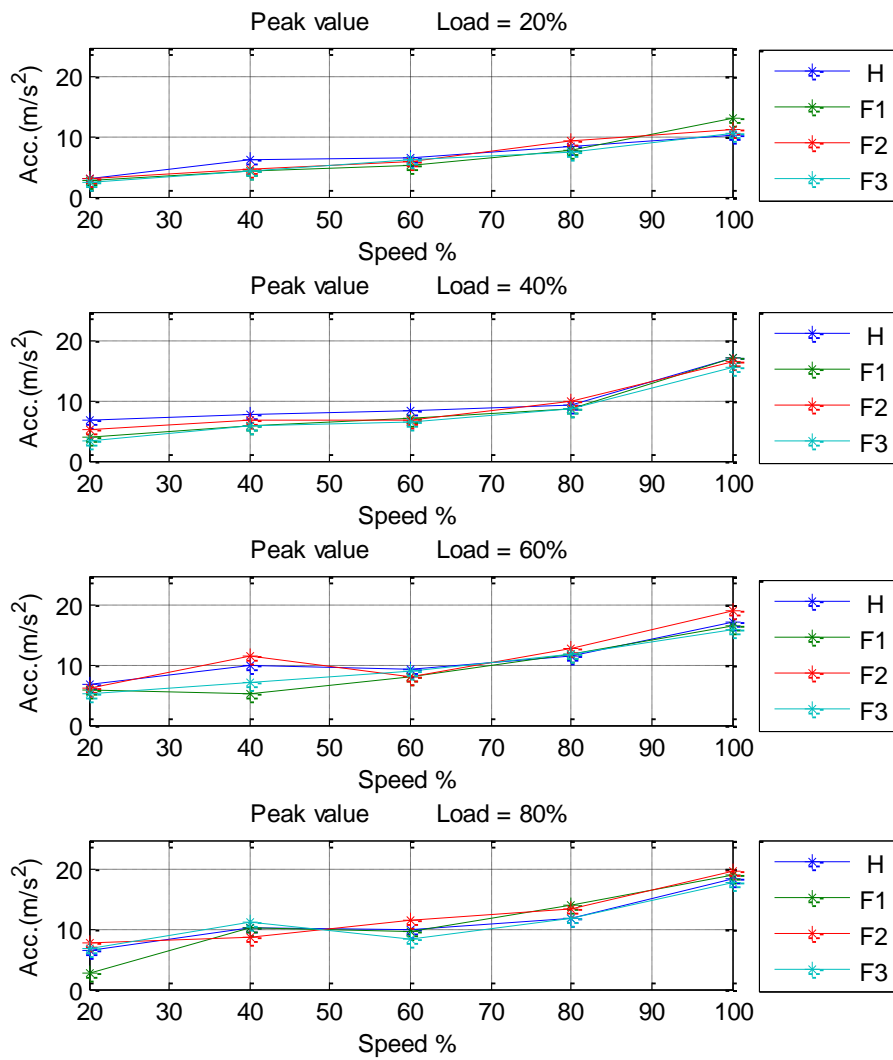 Peak value Load = 20%
Acc.(m/s²)
20
10
0
20 30 40 50 60 70 80 90 100
Speed %
H
F1
F2
F3
Peak value Load = 40%
Acc.(m/s²)
20
10
0
20 30 40 50 60 70 80 90 100
Speed %
H
F1
F2
F3
Peak value Load = 60%
Acc.(m/s²)
20
10
0
20 30 40 50 60 70 80 90 100
Speed %
H
F1
F2
F3
Peak value Load = 80%
Acc.(m/s²)
20
10
0
20 30 40 50 60 70 80 90 100
Speed %
H
F1
F2
F3